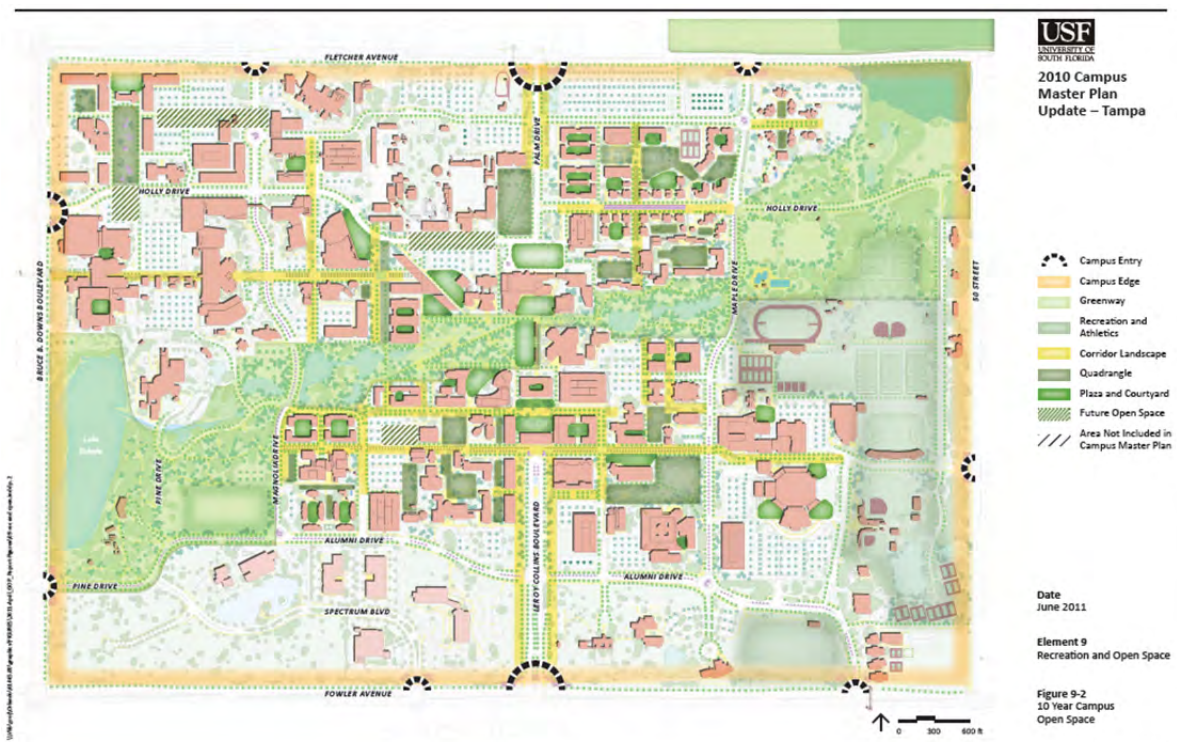 USF
UNIVERSITY OF
SOUTH FLORIDA
2010 Campus
Master Plan
Update – Tampa
FLETCHER AVENUE
PALM DRIVE
HOLLY DRIVE
HOLLY DRIVE
BRUCE B. DOWNS BOULEVARD
MAPLE DRIVE
50 STREET
PINE DRIVE
MAGNOLIA DRIVE
LEROY COLLINS BOULEVARD
ALUMNI DRIVE
ALUMNI DRIVE
PINE DRIVE
SPECTRUM BLVD
FOWLER AVENUE
Campus Entry
Campus Edge
Greenway
Recreation and
Athletics
Corridor Landscape
Quadrangle
Plaza and Courtyard
Future Open Space
Area Not Included in
Campus Master Plan
Date
June 2011
Element 9
Recreation and Open Space
Figure 9-2
10 Year Campus
Open Space
0 300 600 ft